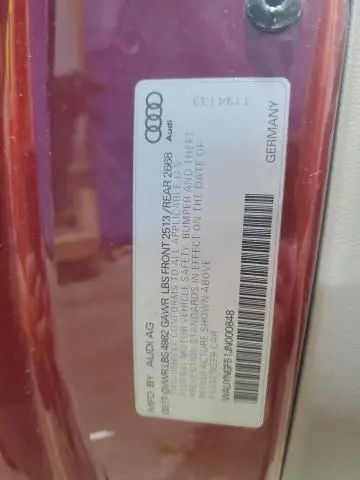 Audi
1134133
MFD BY AUDI AG
GVWR LBS 4982 GAWR LBS FRONT 2513/REAR 2668
THIS VEHICLE CONFORMS TO ALL APPLICABLE U.S.
FEDERAL MOTOR VEHICLE SAFETY, BUMPER AND THEFT
PREVENTION STANDARDS IN EFFECT ON THE DATE OF
MANUFACTURE SHOWN ABOVE
PASSENGER CAR
GERMANY